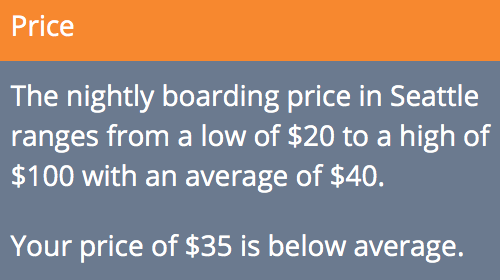 Price
The nightly boarding price in Seattle
ranges from a low of $20 to a high of
$100 with an average of $40.
Your price of $35 is below average.